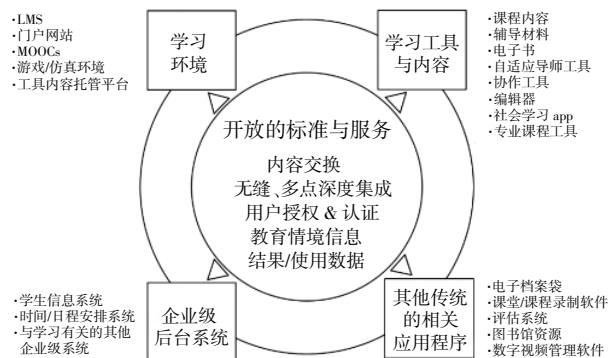 ·LMS
·门户网站
·MOOCs
·游戏/仿真环境
·工具内容托管平台
学习
环境
学习工具
与内容
·课程内容
·辅导材料
·电子书
·自适应导师工具
·协作工具
·编辑器
·社会学习 app
·专业课程工具
开放的标准与服务
内容交换
无缝、多点深度集成
用户授权 & 认证
教育情境信息
结果/使用数据
·学生信息系统
·时间/日程安排系统
·与学习有关的其他
企业级系统
企业级
后台系统
其他传统
的相关
应用程序
·电子档案袋
·课堂/课程录制软件
·评估系统
·图书馆资源
·数字视频管理软件